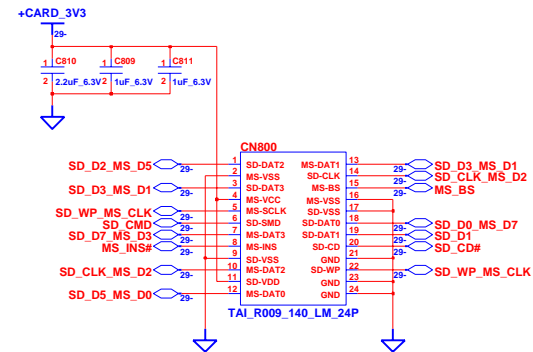 +CARD_3V3
29-
1 C810 1 C809 1 C811
2 2.2uF_6.3V 2 1uF_6.3V 2 1uF_6.3V
CN800
SD_D2_MS_D5 29- 1 SD-DAT2 MS-DAT1 13 29- SD_D3_MS_D1
2 MS-VSS SD-CLK 14 29- SD_CLK_MS_D2
SD_D3_MS_D1 29- 3 SD-DAT3 MS-BS 15 29- MS_BS
4 MS-VCC MS-VSS 16
SD_WP_MS_CLK 29- 5 MS-SCLK SD-VSS 17
SD_CMD 29- 6 SD-SMD SD-DAT0 18 29- SD_D0_MS_D7
SD_D7_MS_D3 29- 7 MS-DAT3 SD-DAT1 19 29- SD_D1
MS_INS# 29- 8 MS-INS SD-CD 20 29- SD_CD#
9 SD-VSS GND 21
SD_CLK_MS_D2 29- 10 MS-DAT2 SD-WP 22 29- SD_WP_MS_CLK
11 SD-VDD GND 23
SD_D5_MS_D0 29- 12 MS-DAT0 GND 24
TAI_R009_140_LM_24P